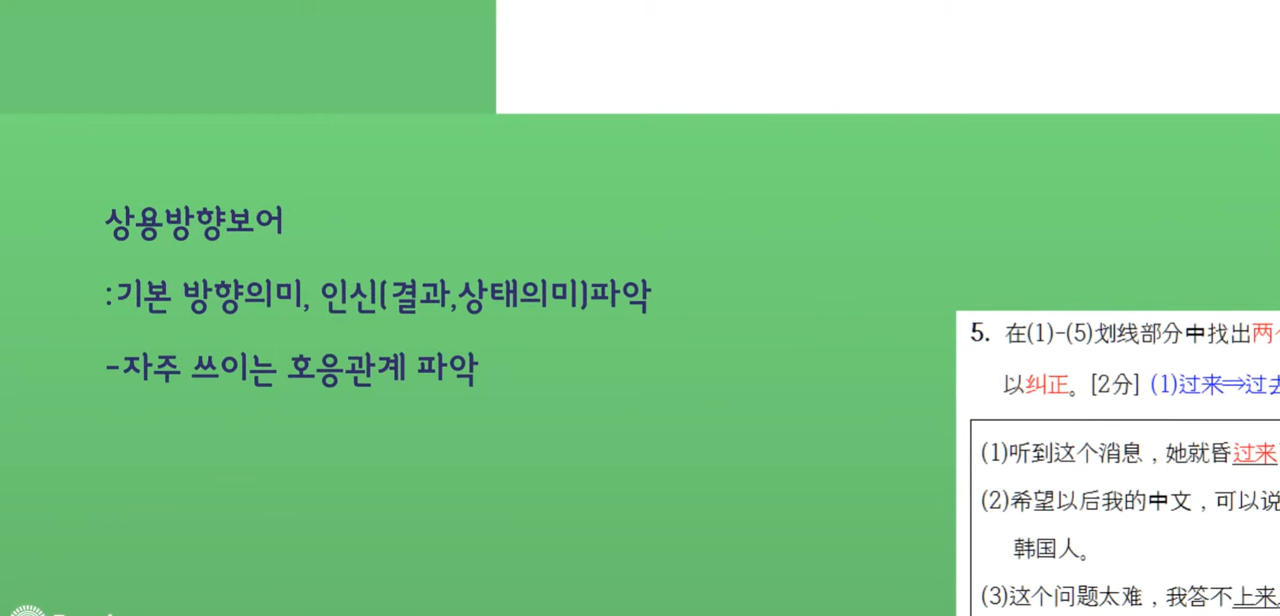 상용방향보어
:기본 방향의미, 인신(결과,상태의미)파악
-자주 쓰이는 호응관계 파악
5. 在(1)-(5)划线部分中找出两
以纠正。[2分] (1)过来⇒过去
(1)听到这个消息，她就昏过来
(2)希望以后我的中文，可以说
韩国人。
(3)这个问题太难，我答不上来